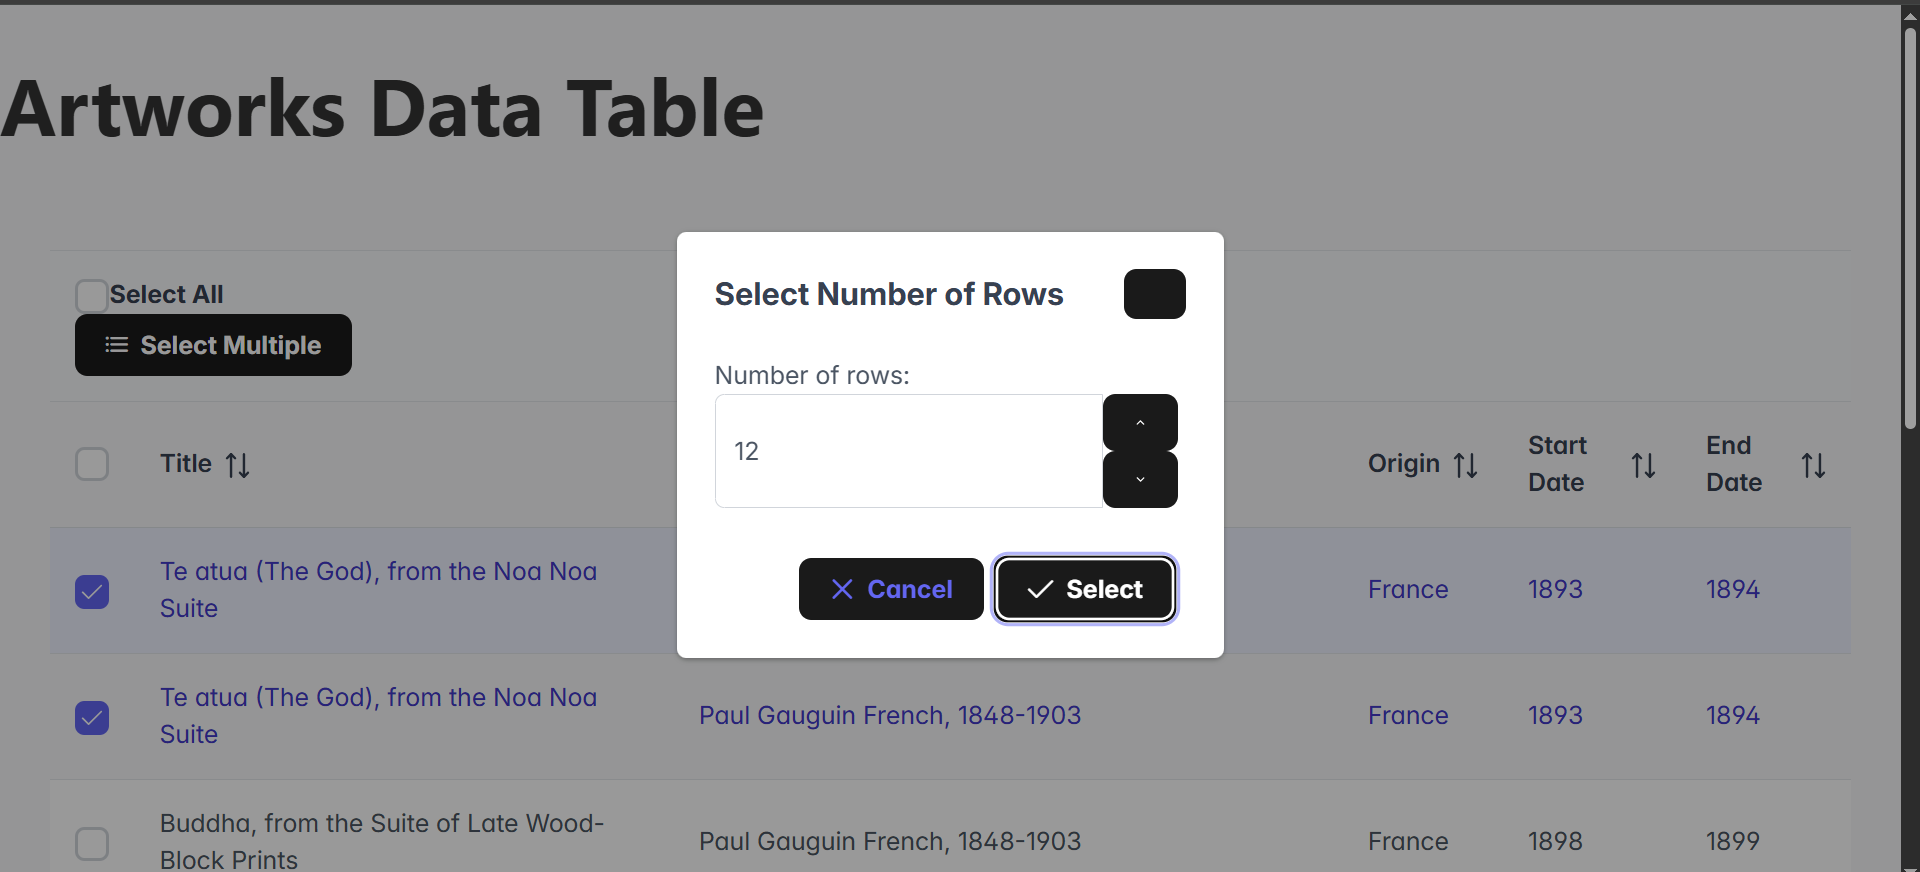 Artworks Data Table
Select All
Select Multiple
Select Number of Rows
Number of rows:
12
Cancel
Select
Title
Origin
Start
Date
End
Date
Te atua (The God), from the Noa Noa
Suite
France
1893
1894
Te atua (The God), from the Noa Noa
Suite
Paul Gauguin French, 1848-1903
France
1893
1894
Buddha, from the Suite of Late Wood-
Block Prints
Paul Gauguin French, 1848-1903
France
1898
1899